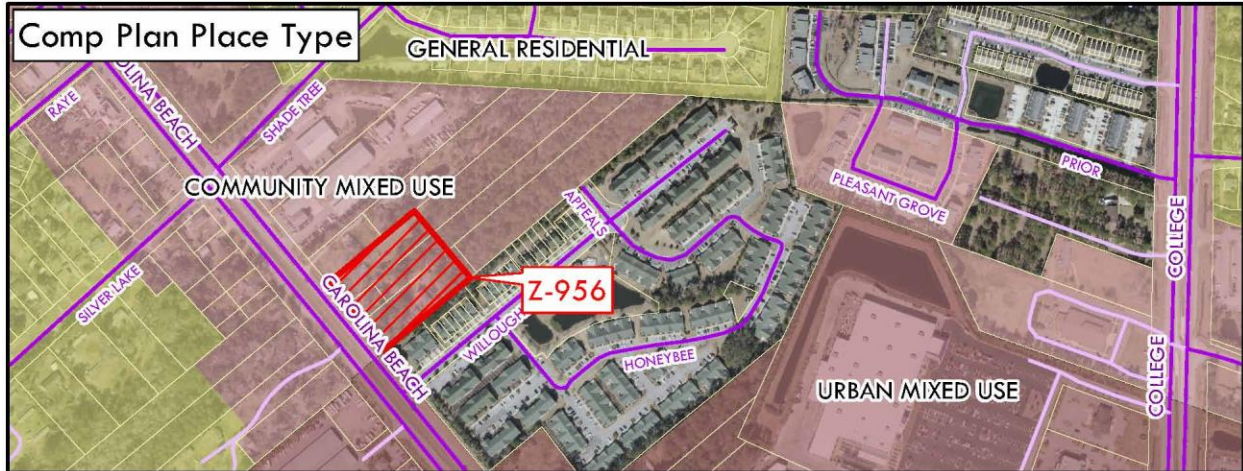 Comp Plan Place Type
GENERAL RESIDENTIAL
RAYE
CAROLINA BEACH
SHADE TREE
COMMUNITY MIXED USE
PRIOR
PLEASANT GROVE
APPEALS
SILVER LAKE
Z-956
CAROLINA BEACH
WILLOUGH
HONEYBEE
URBAN MIXED USE
COLLEGE
COLLEGE